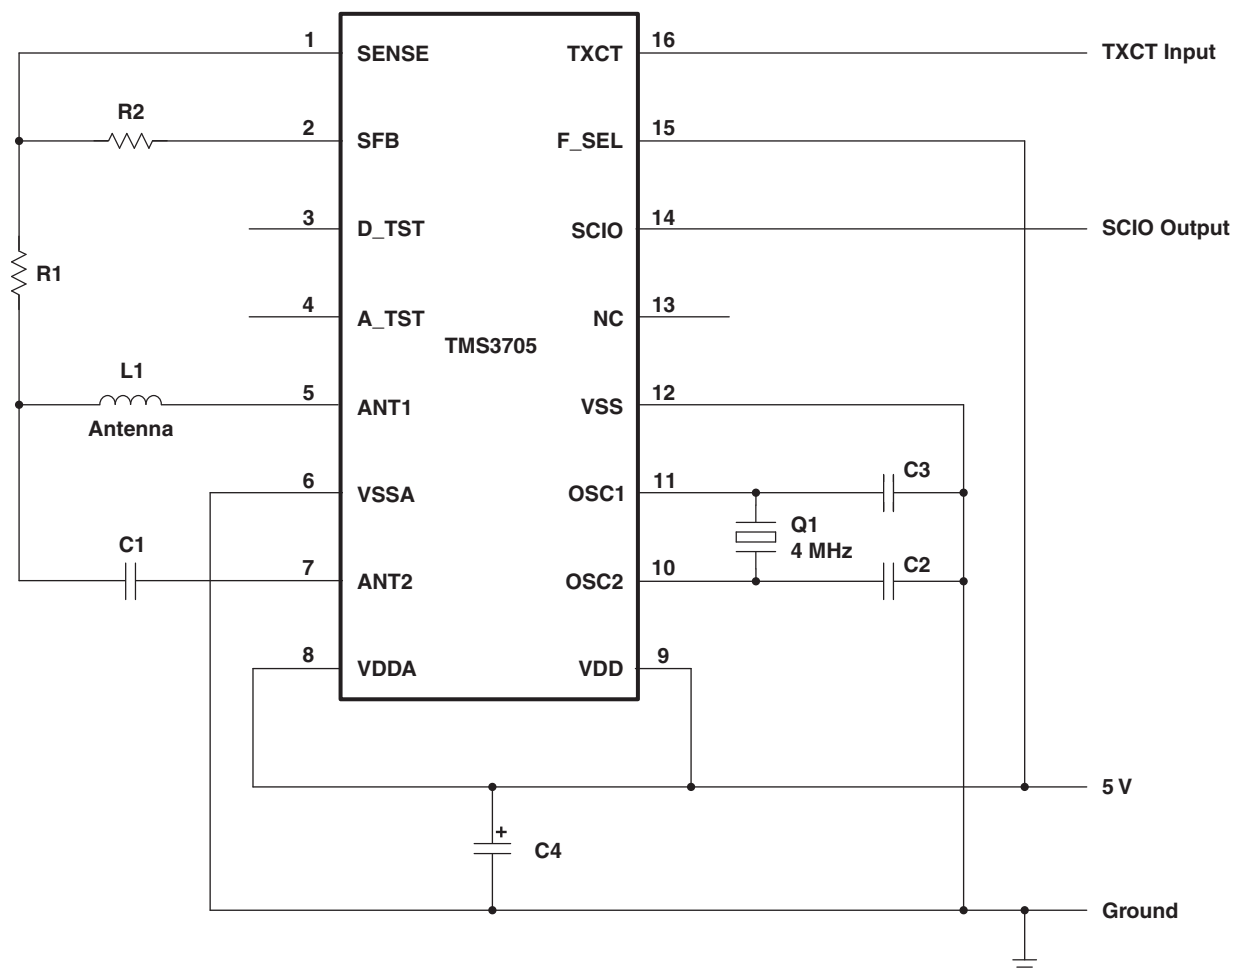 1
SENSE
TXCT
16
TXCT Input
R2
2
SFB
F_SEL
15
3
D_TST
SCIO
14
SCIO Output
R1
4
A_TST
NC
13
TMS3705
L1
Antenna
5
ANT1
VSS
12
6
VSSA
OSC1
11
C3
Q1
4 MHz
C1
7
ANT2
OSC2
10
C2
8
VDDA
VDD
9
5 V
+
C4
Ground